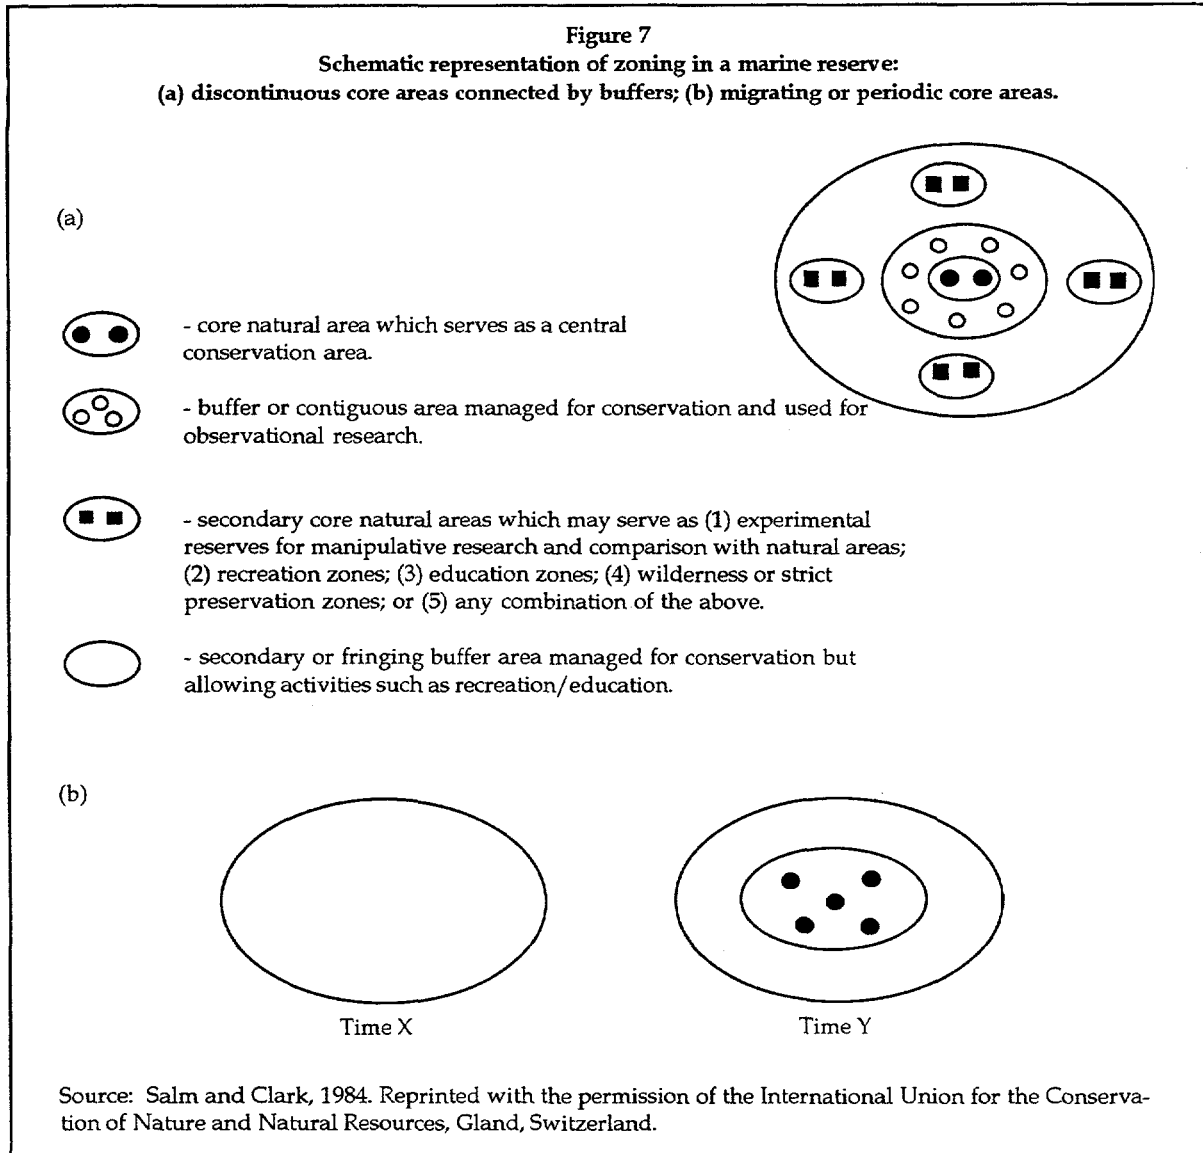 Figure 7
Schematic representation of zoning in a marine reserve:
(a) discontinuous core areas connected by buffers; (b) migrating or periodic core areas.
(a)
- core natural area which serves as a central
conservation area.
- buffer or contiguous area managed for conservation and used for
observational research.
- secondary core natural areas which may serve as (1) experimental
reserves for manipulative research and comparison with natural areas;
(2) recreation zones; (3) education zones; (4) wilderness or strict
preservation zones; or (5) any combination of the above.
- secondary or fringing buffer area managed for conservation but
allowing activities such as recreation/education.
(b)
Time X
Time Y
Source: Salm and Clark, 1984. Reprinted with the permission of the International Union for the Conserva-
tion of Nature and Natural Resources, Gland, Switzerland.